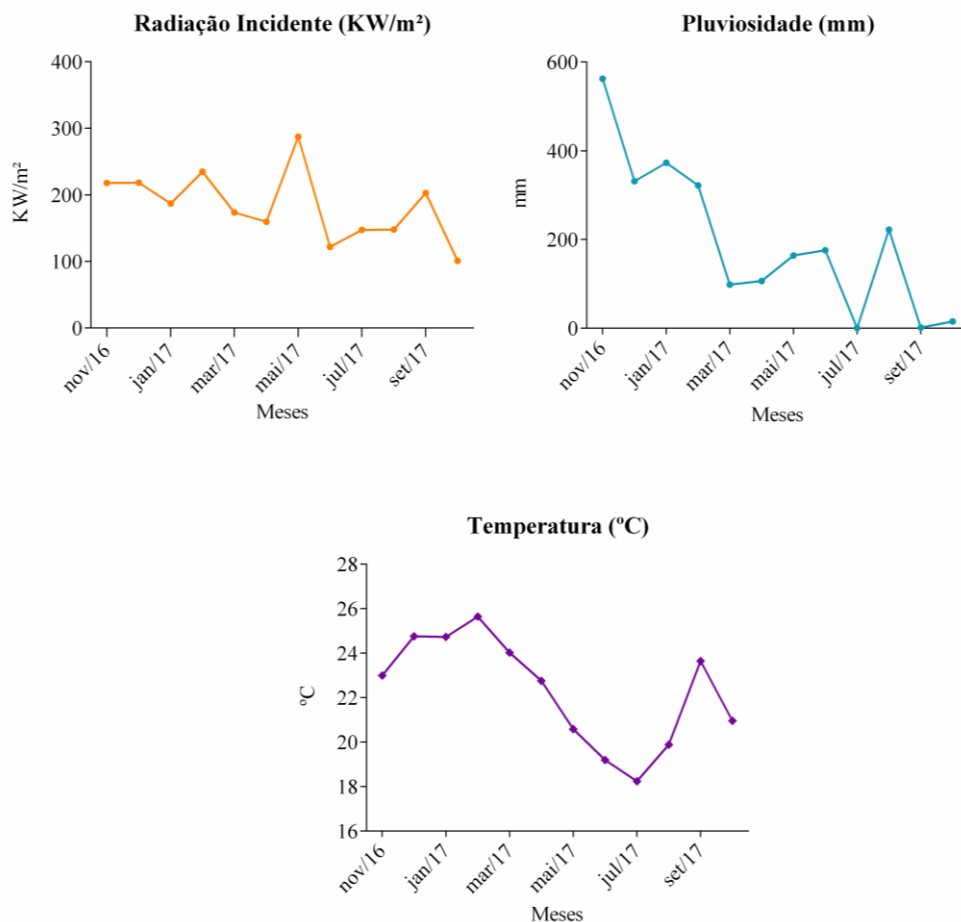 Radiação Incidente (KW/m²)
400
300
200
100
0
KW/m²
nov/16
jan/17
mar/17
mai/17
jul/17
set/17
Meses
Pluviosidade (mm)
600
400
200
0
mm
nov/16
jan/17
mar/17
mai/17
jul/17
set/17
Meses
Temperatura (ºC)
28
26
24
22
20
18
16
ºC
nov/16
jan/17
mar/17
mai/17
jul/17
set/17
Meses